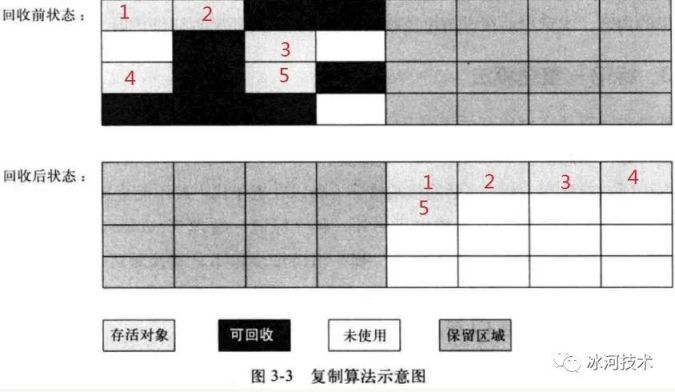 回收前状态：
1 2
3
4 5
回收后状态：
1 2 3 4
5
存活对象 可回收 未使用 保留区域
图 3-3 复制算法示意图
冰河技术